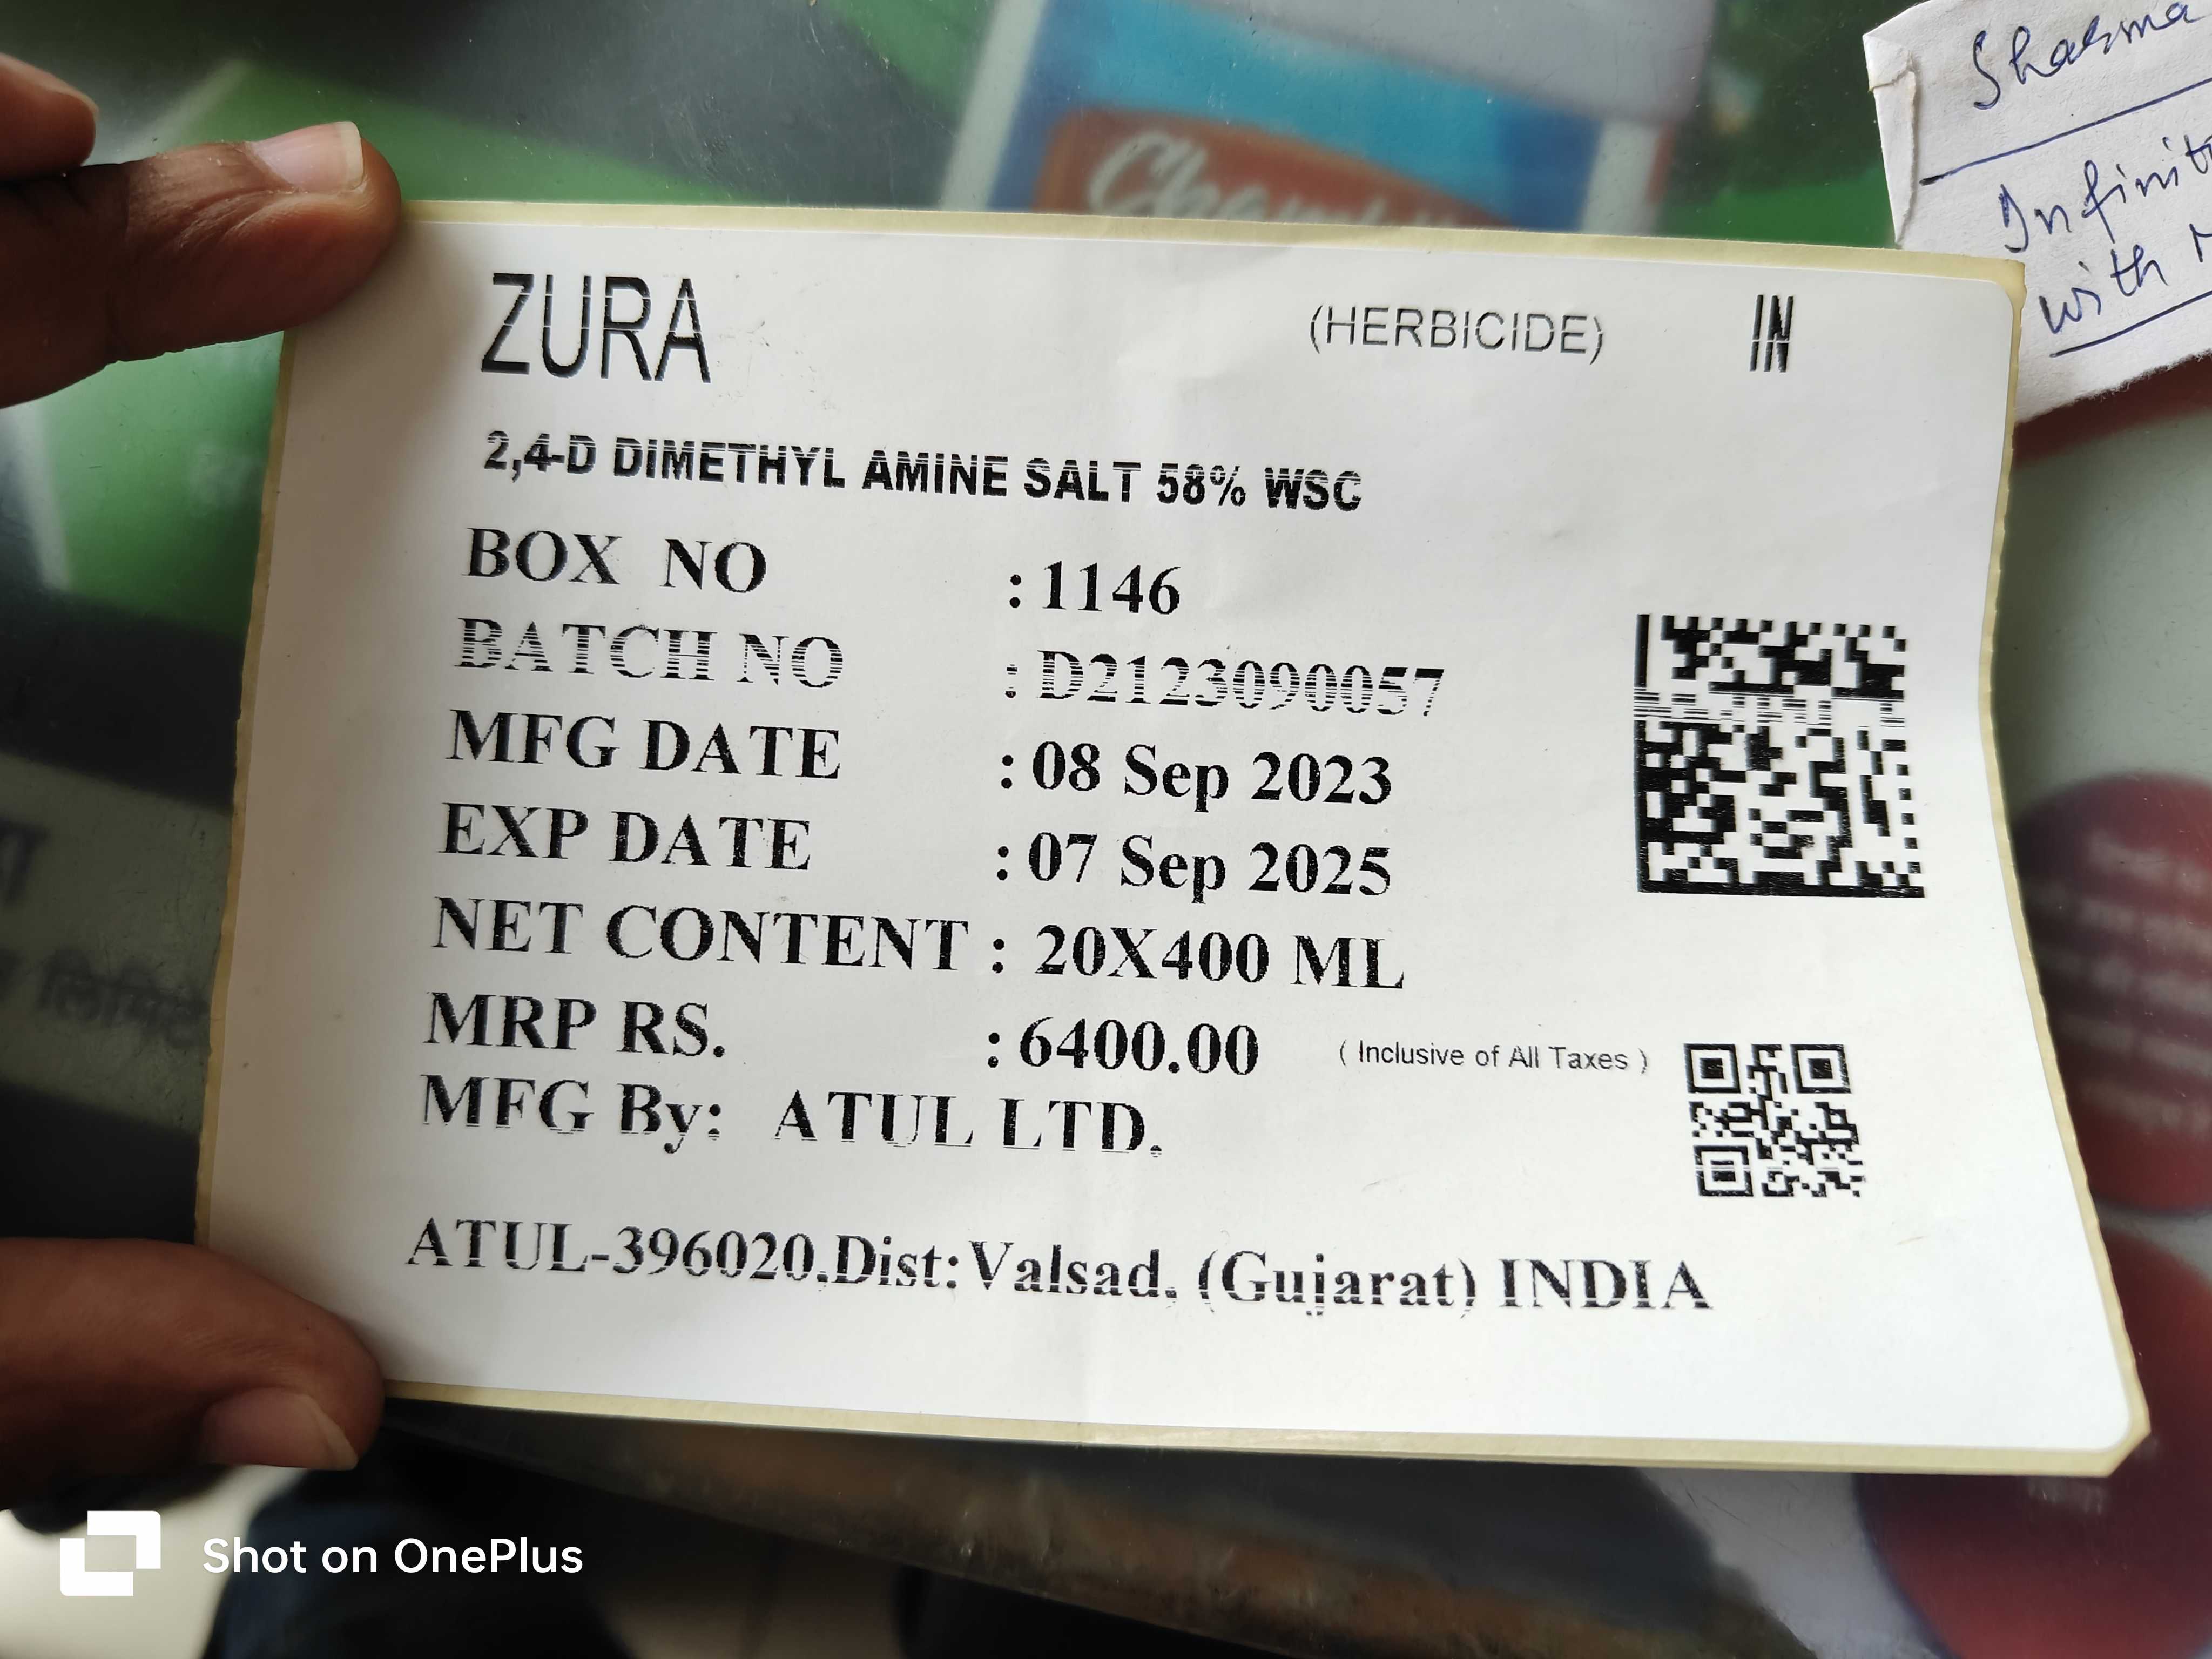 Sharma
ZURA (HERBICIDE) IN
with
2,4-D DIMETHYL AMINE SALT 58% WSC
BOX NO : 1146
BATCH NO : D2123090057
MFG DATE : 08 Sep 2023
EXP DATE : 07 Sep 2025
NET CONTENT : 20X400 ML
MRP RS. : 6400.00 ( Inclusive of All Taxes )
MFG By: ATUL LTD.
ATUL-396020.Dist:Valsad. (Gujarat) INDIA
Shot on OnePlus